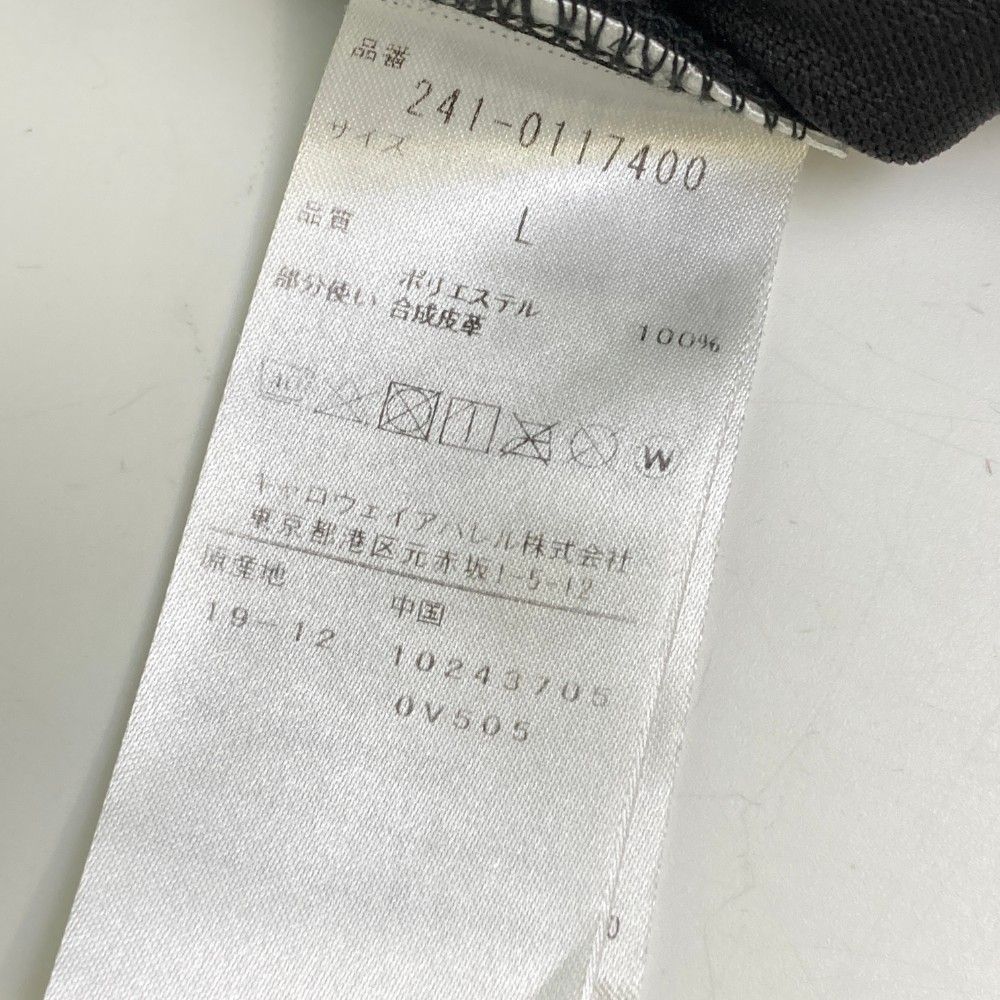 品番
241-0117400
サイズ
L
品質
ポリエステル 100%
部分使い 合成皮革
40
W
キャロウェイアパレル株式会社
東京都港区元赤坂1-5-12
原産地 中国
19-12 10243705
0V505
0